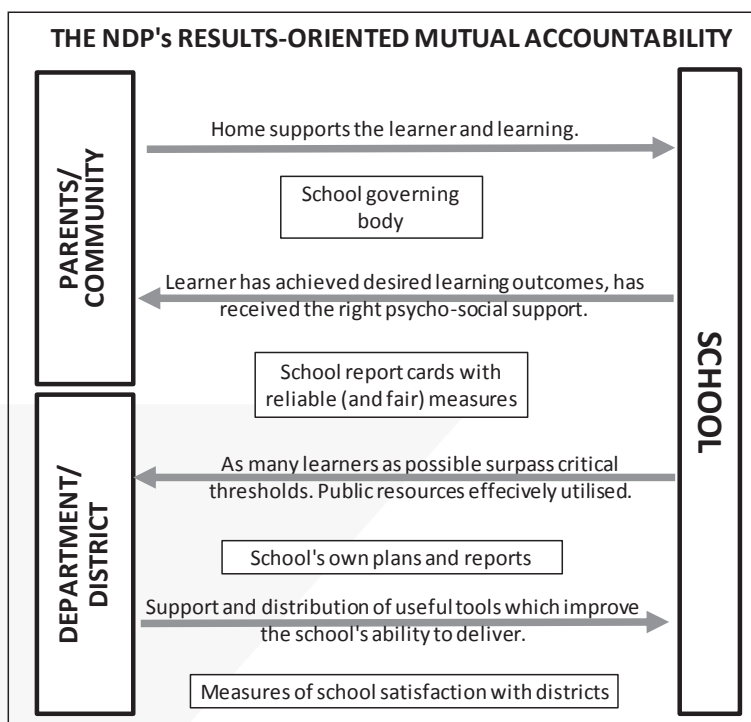 THE NDP's RESULTS-ORIENTED MUTUAL ACCOUNTABILITY
PARENTS/
COMMUNITY
Home supports the learner and learning.
School governing
body
Learner has achieved desired learning outcomes, has
received the right psycho-social support.
School report cards with
reliable (and fair) measures
DEPARTMENT/
DISTRICT
As many learners as possible surpass critical
thresholds. Public resources effecively utilised.
School's own plans and reports
Support and distribution of useful tools which improve
the school's ability to deliver.
Measures of school satisfaction with districts
SCHOOL